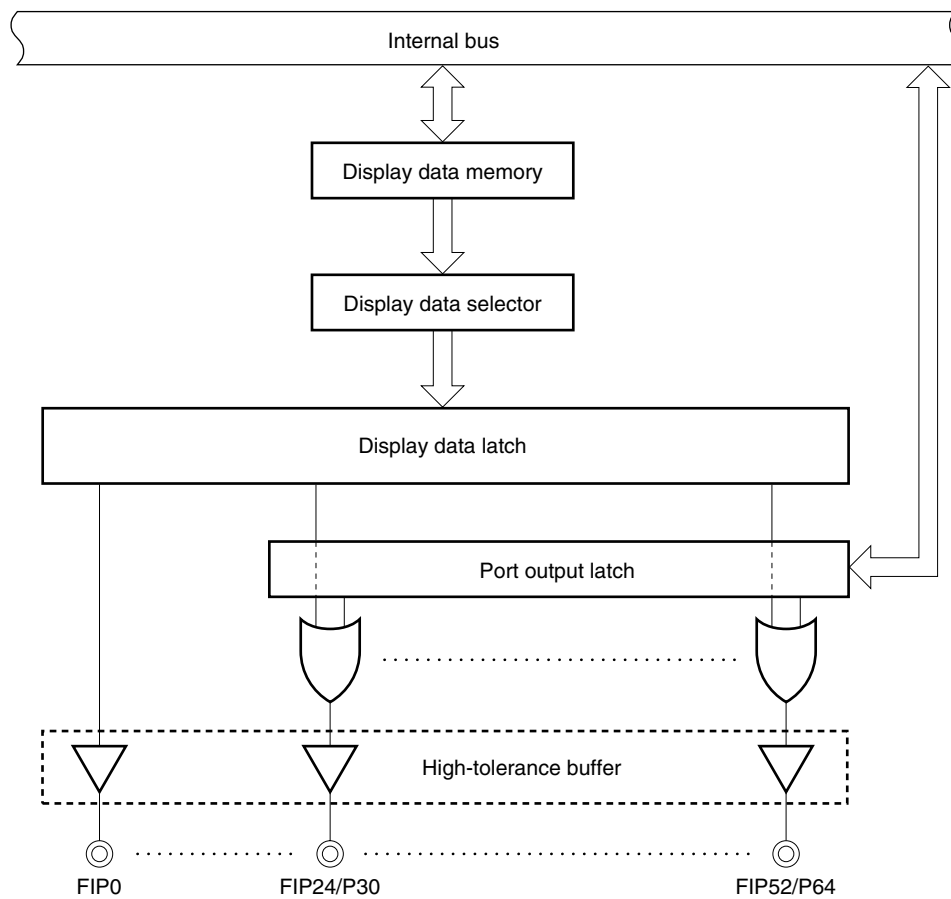 Internal bus
Display data memory
Display data selector
Display data latch
Port output latch
High-tolerance buffer
FIP0
FIP24/P30
FIP52/P64